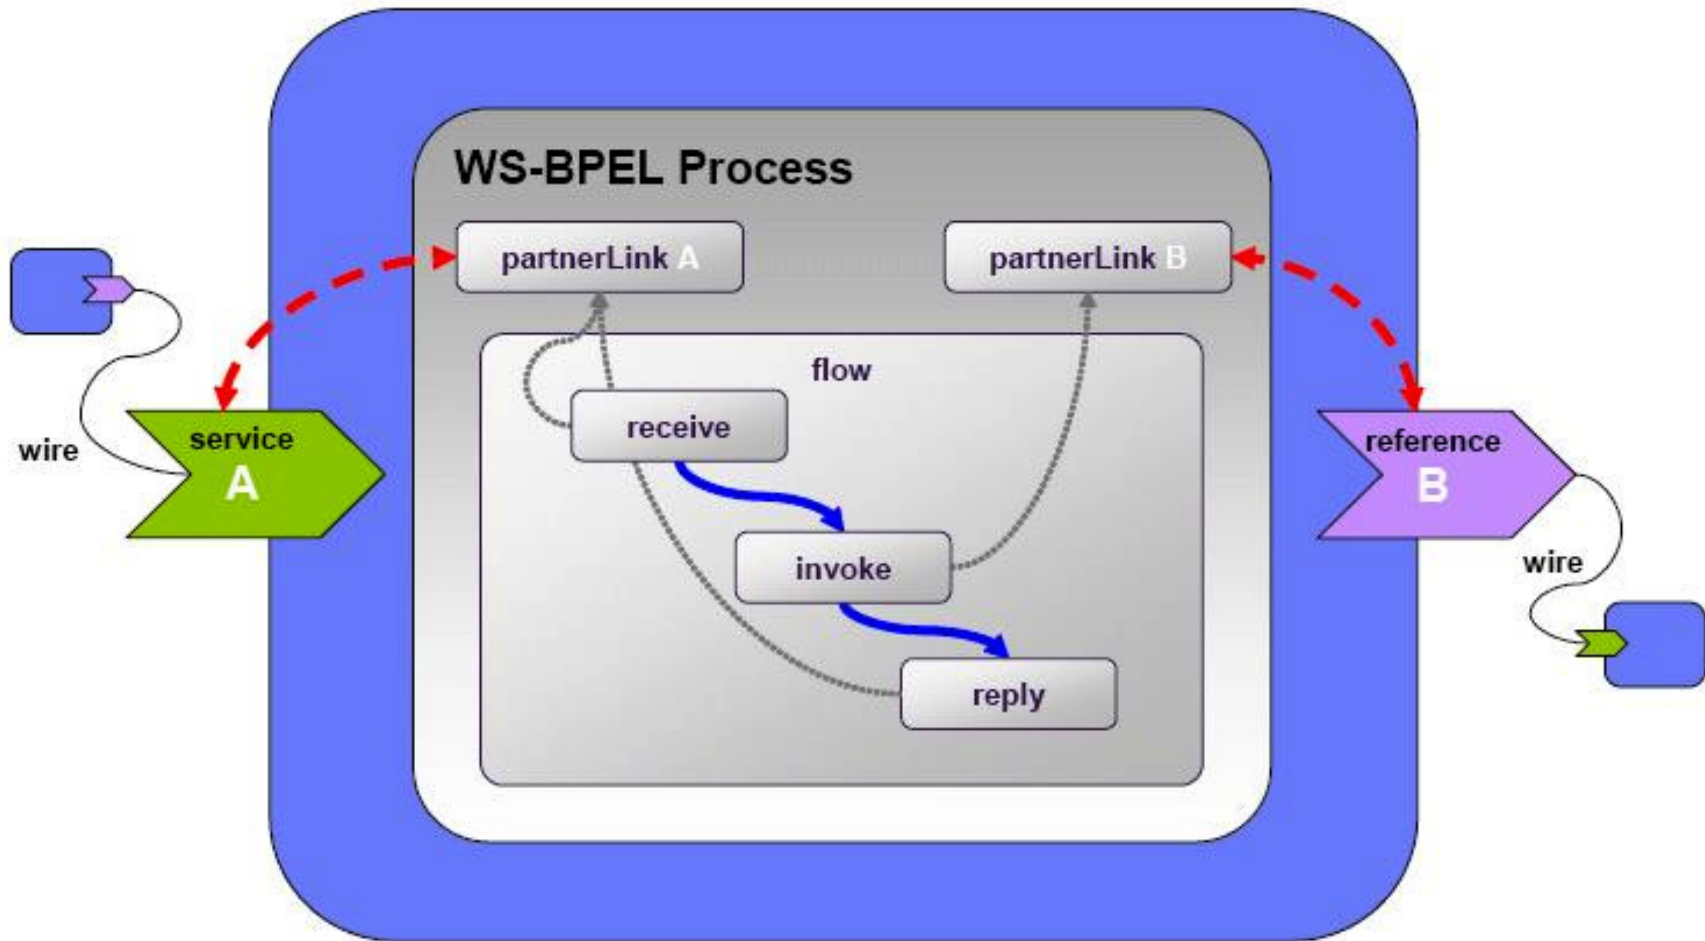 WS-BPEL Process
partnerLink A
partnerLink B
flow
receive
wire
service
A
reference
B
invoke
wire
reply